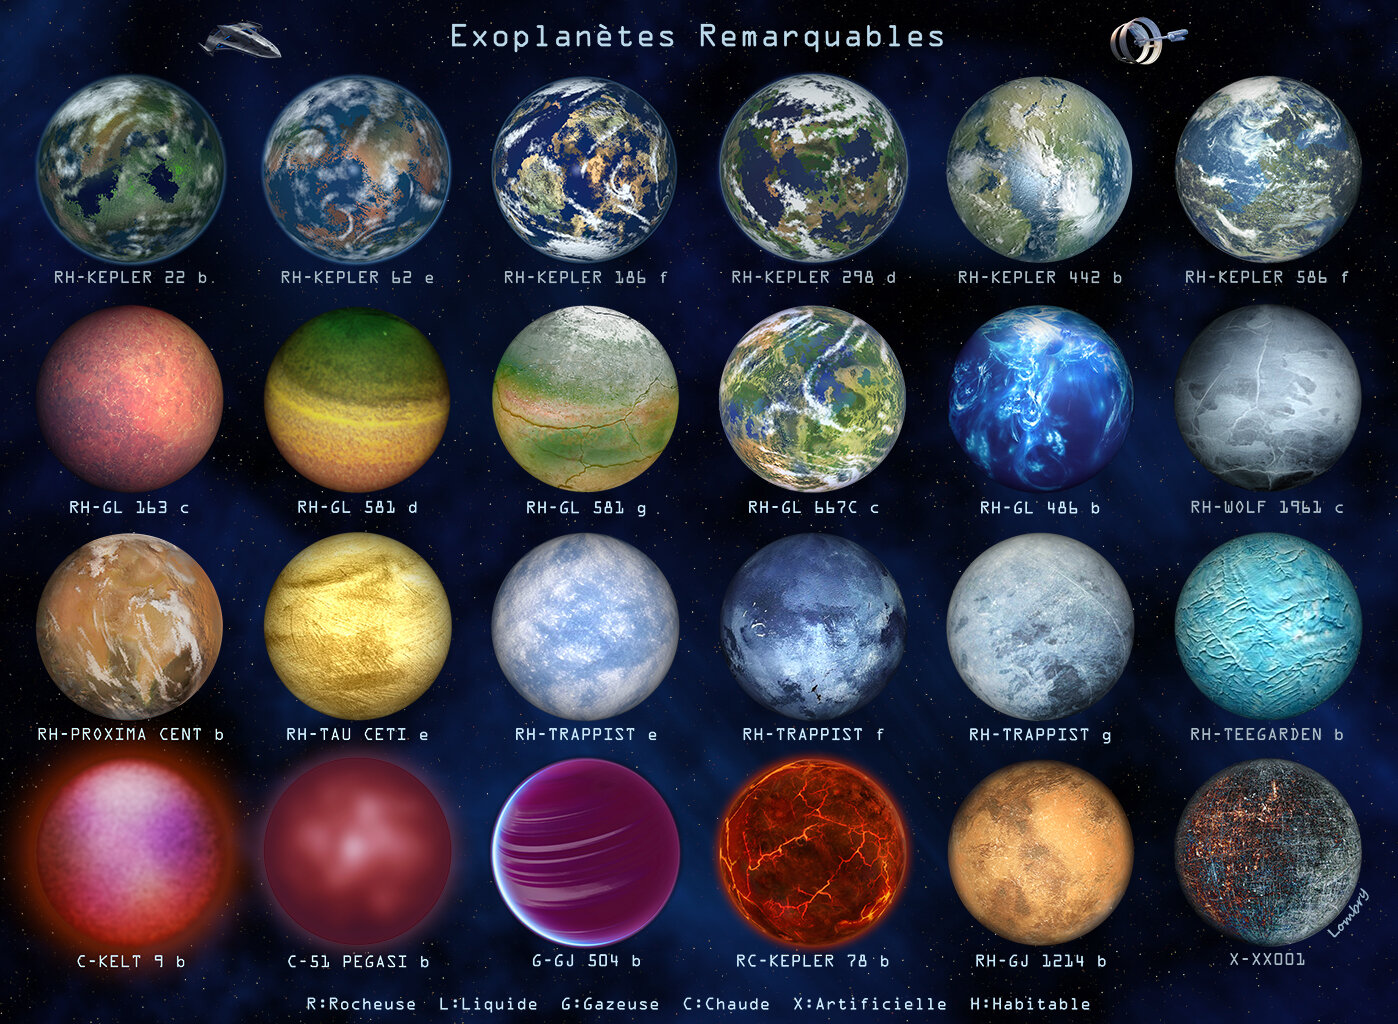 Exoplanètes Remarquables
RH-KEPLER 22 b. RH-KEPLER 62 e RH-KEPLER 186 f RH-KEPLER 298 d RH-KEPLER 442 b RH-KEPLER 586 f
RH-GL 163 c RH-GL 581 d RH-GL 581 g RH-GL 667C c RH-GL 486 b RH-WOLF 1961 c
RH-PROXIMA CENT b RH-TAU CETI e RH-TRAPPIST e RH-TRAPPIST f RH-TRAPPIST g RH-TEEGARDEN b
C-KELT 9 b C-51 PEGASI b G-GJ 504 b RC-KEPLER 78 b RH-GJ 1214 b X-XX001
Lombry
R:Rocheuse L:Liquide G:Gazeuse C:Chaude X:Artificielle H:Habitable